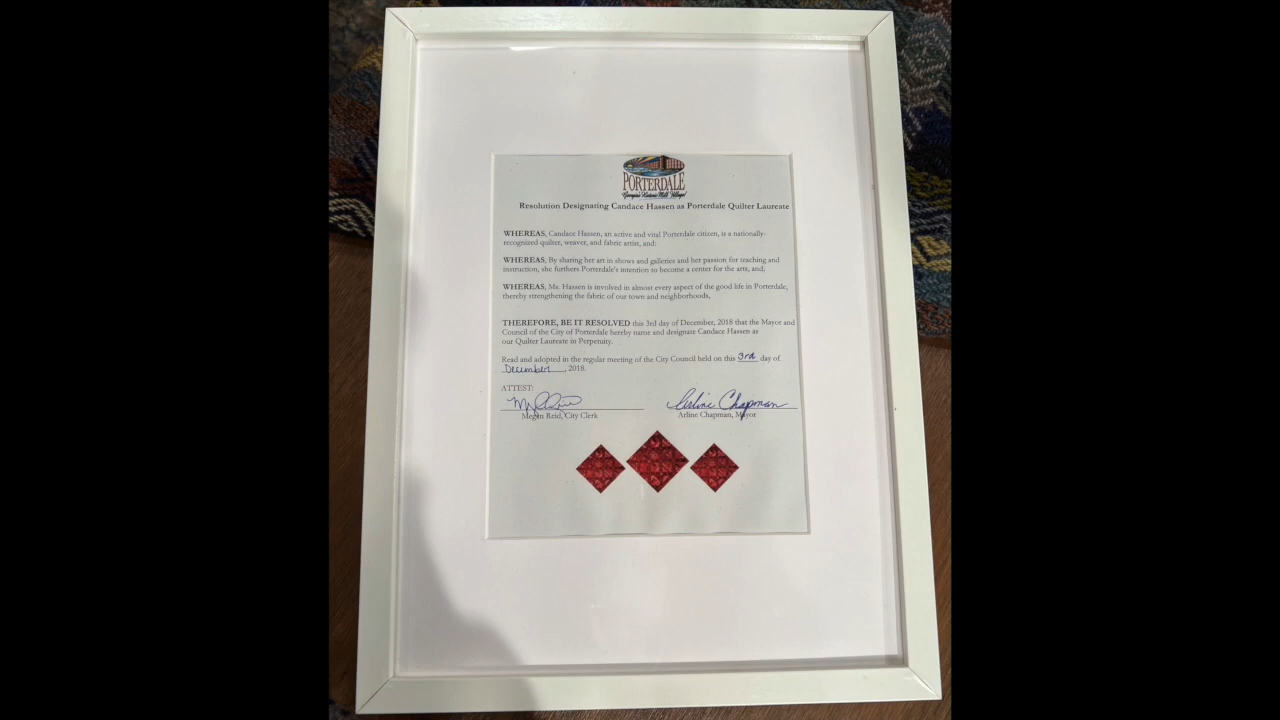 PORTERDALE
Georgia's Historic Mill Village!
Resolution Designating Candace Hassen as Porterdale Quilter Laureate
WHEREAS, Candace Hassen, an active and vital Porterdale citizen, is a nationally-
recognized quilter, weaver, and fabric artist, and:
WHEREAS, By sharing her art in shows and galleries and her passion for teaching and
instruction, she furthers Porterdale's intention to become a center for the arts, and,
WHEREAS, Ms. Hassen is involved in almost every aspect of the good life in Porterdale,
thereby strengthening the fabric of our town and neighborhoods,
THEREFORE, BE IT RESOLVED this 3rd day of December, 2018 that the Mayor and
Council of the City of Porterdale hereby name and designate Candace Hassen as
our Quilter Laureate in Perpetuity.
Read and adopted in the regular meeting of the City Council held on this 3rd day of
December, 2018.
ATTEST:
Arline Chapman
Megan Reid, City Clerk
Arline Chapman, Mayor